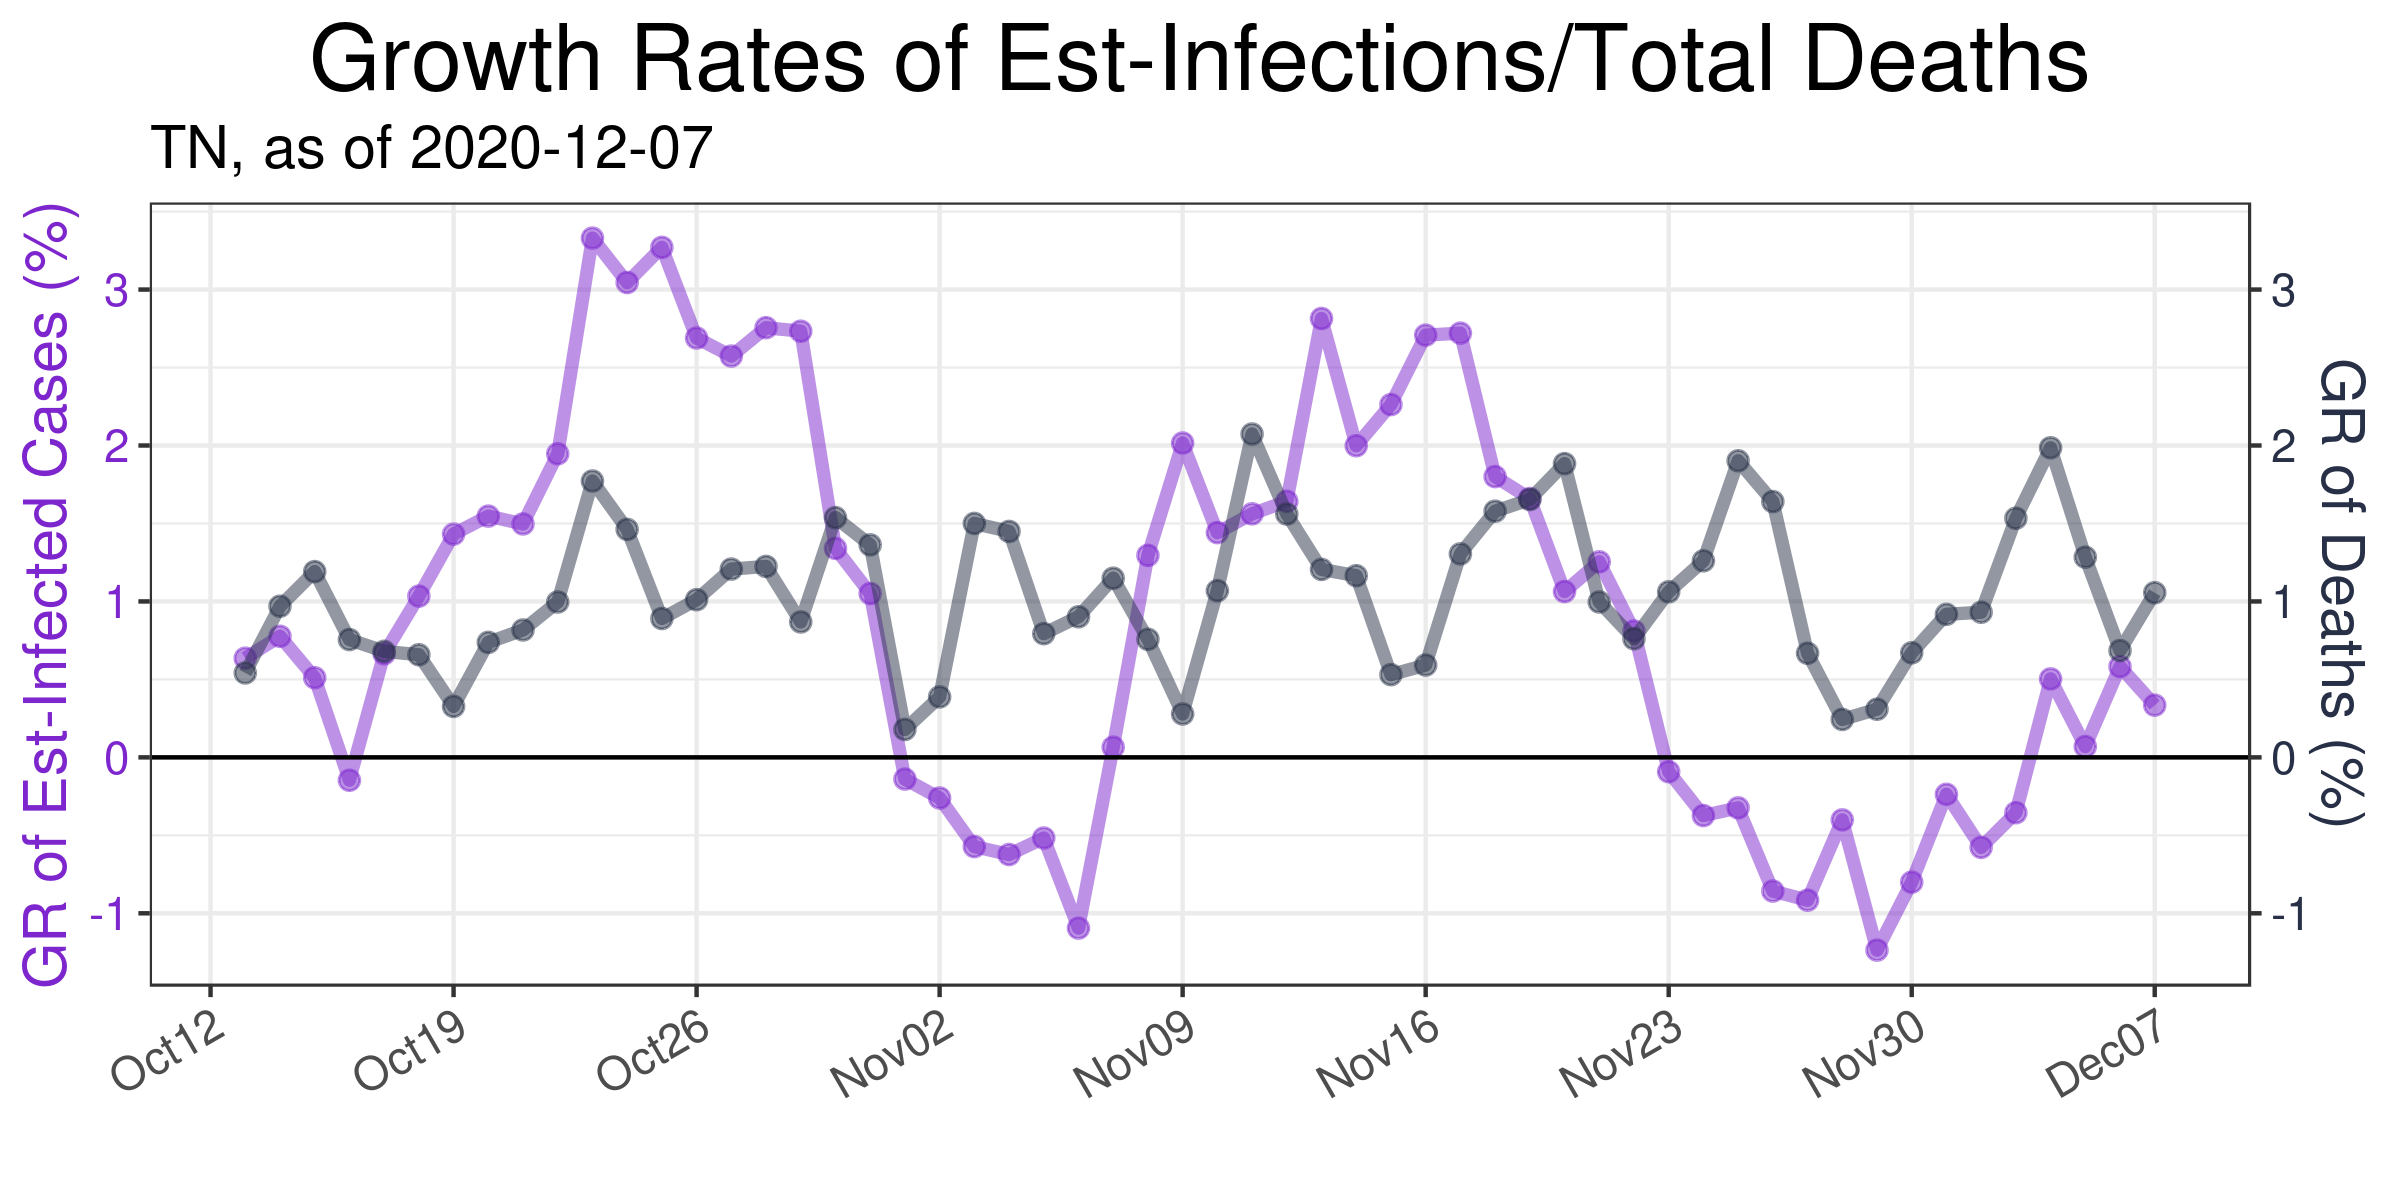 Growth Rates of Est-Infections/Total Deaths
TN, as of 2020-12-07
GR of Est-Infected Cases (%)
3
2
1
0
-1
3
2
1
0
-1
GR of Deaths (%)
Oct12
Oct19
Oct26
Nov02
Nov09
Nov16
Nov23
Nov30
Dec07